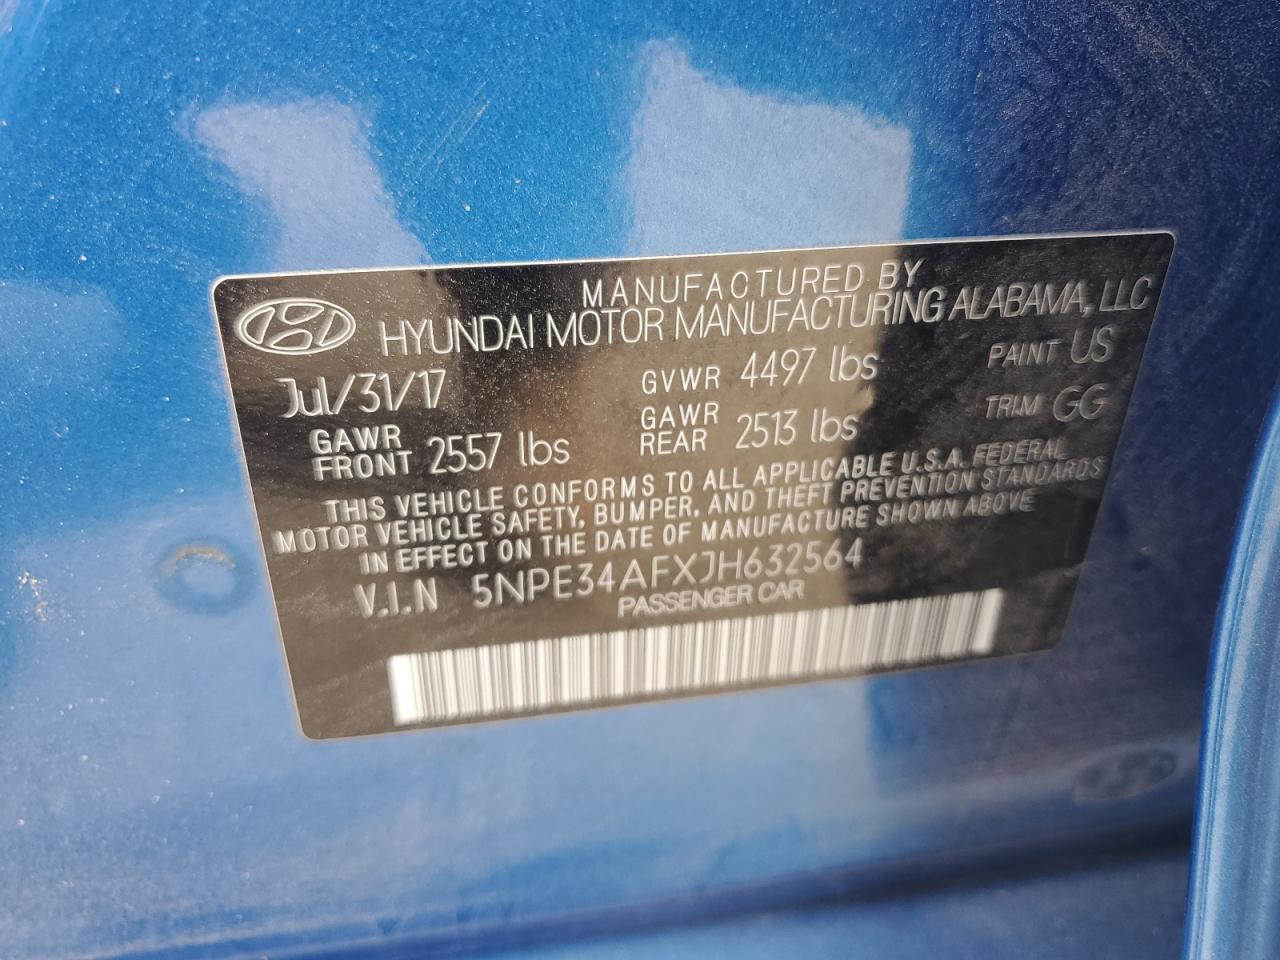 MANUFACTURED BY
HYUNDAI MOTOR MANUFACTURING ALABAMA, LLC
Jul/31/17 GVWR 4497 lbs PAINT US
GAWR FRONT 2557 lbs GAWR REAR 2513 lbs TRIM GG
THIS VEHICLE CONFORMS TO ALL APPLICABLE U.S.A. FEDERAL
MOTOR VEHICLE SAFETY, BUMPER, AND THEFT PREVENTION STANDARDS
IN EFFECT ON THE DATE OF MANUFACTURE SHOWN ABOVE
V.I.N 5NPE34AFXJH632564
PASSENGER CAR